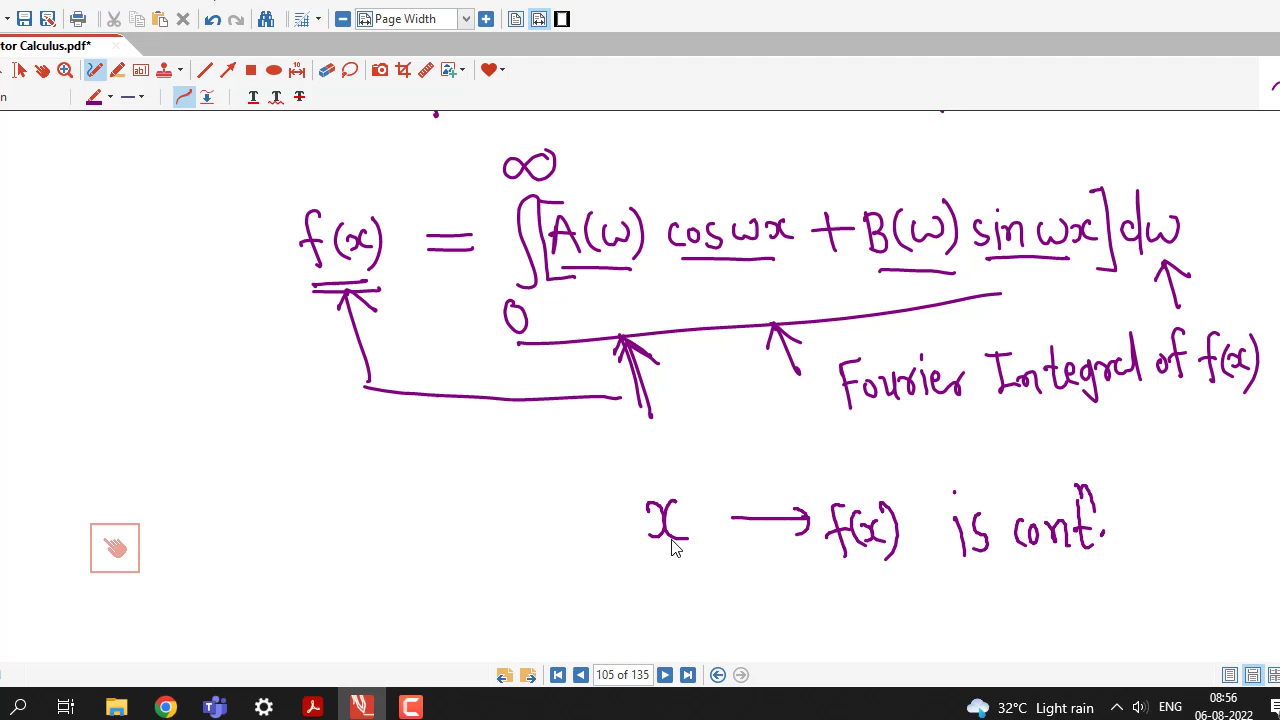 Page Width
tor Calculus.pdf*
n
∞
f(x) = ∫[A(ω) cos ωx + B(ω) sin ωx] dω
0
Fourier Integral of f(x)
x → f(x) is contⁿ.
105 of 135
32°C Light rain
ENG
08:56
06-08-2022